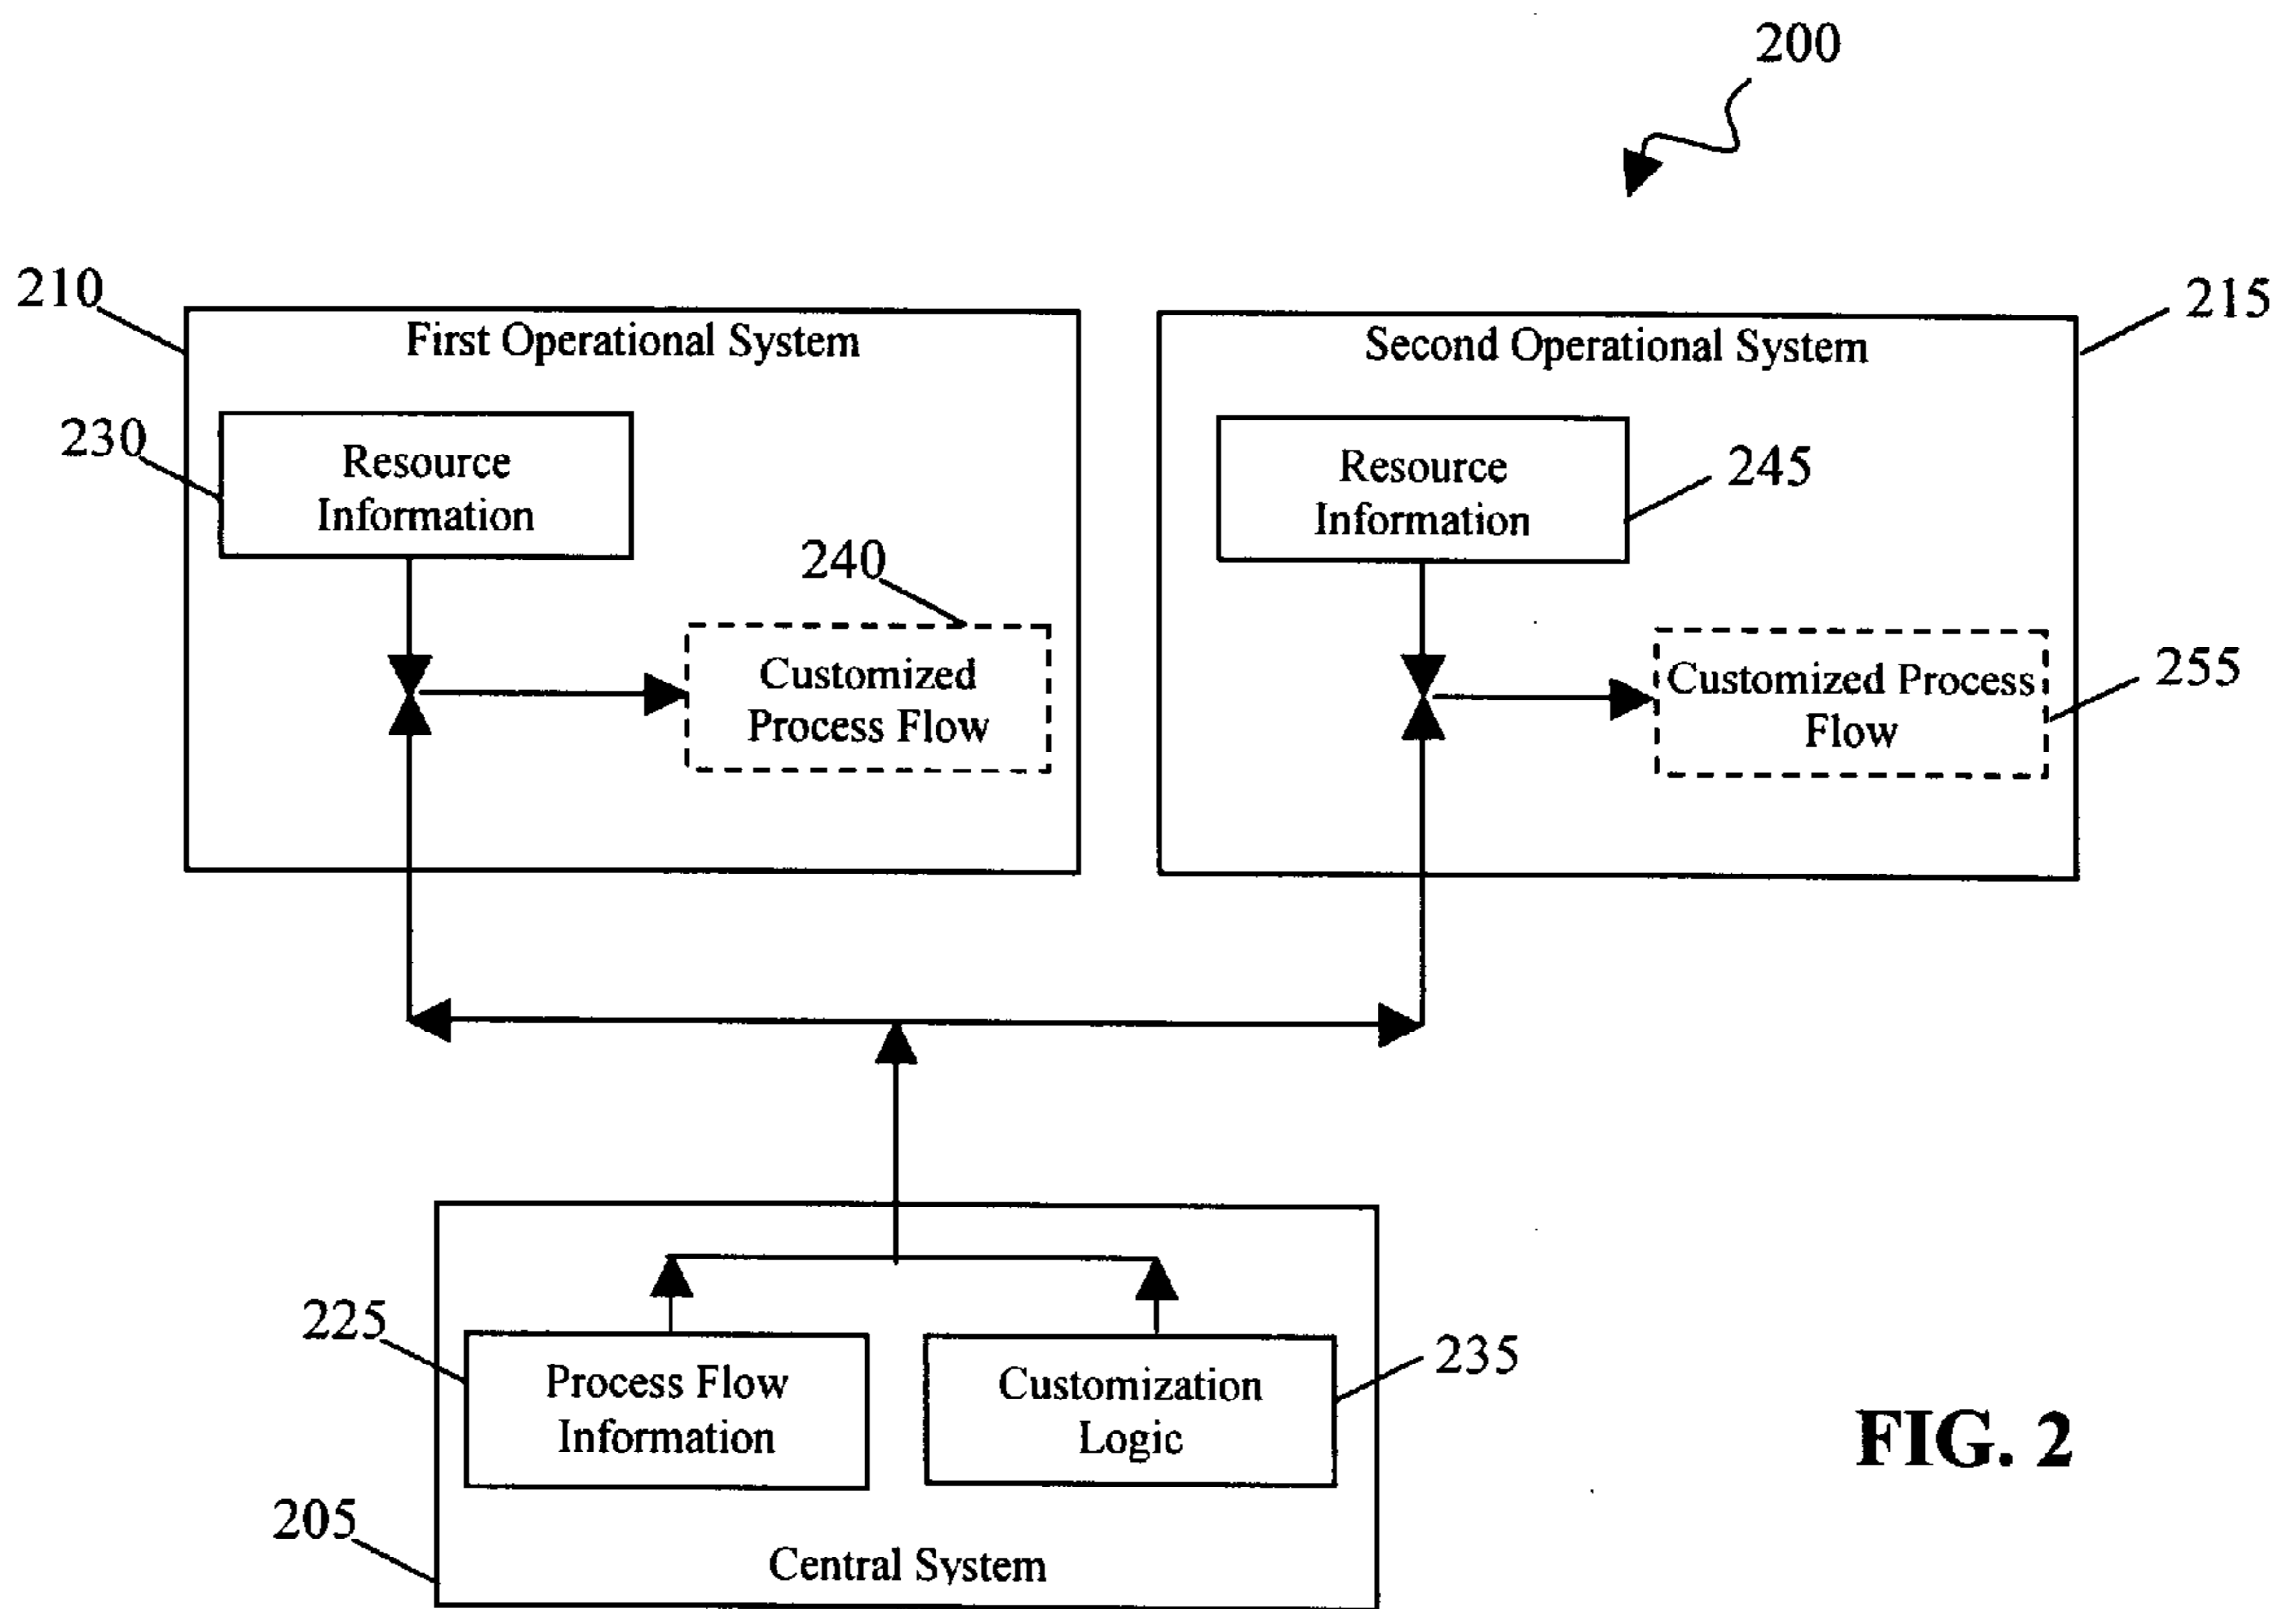 200
210
First Operational System
Second Operational System
215
230
Resource
Information
Resource
Information
245
240
Customized
Process Flow
Customized Process
Flow
255
225
Process Flow
Information
Customization
Logic
235
205
Central System
FIG. 2